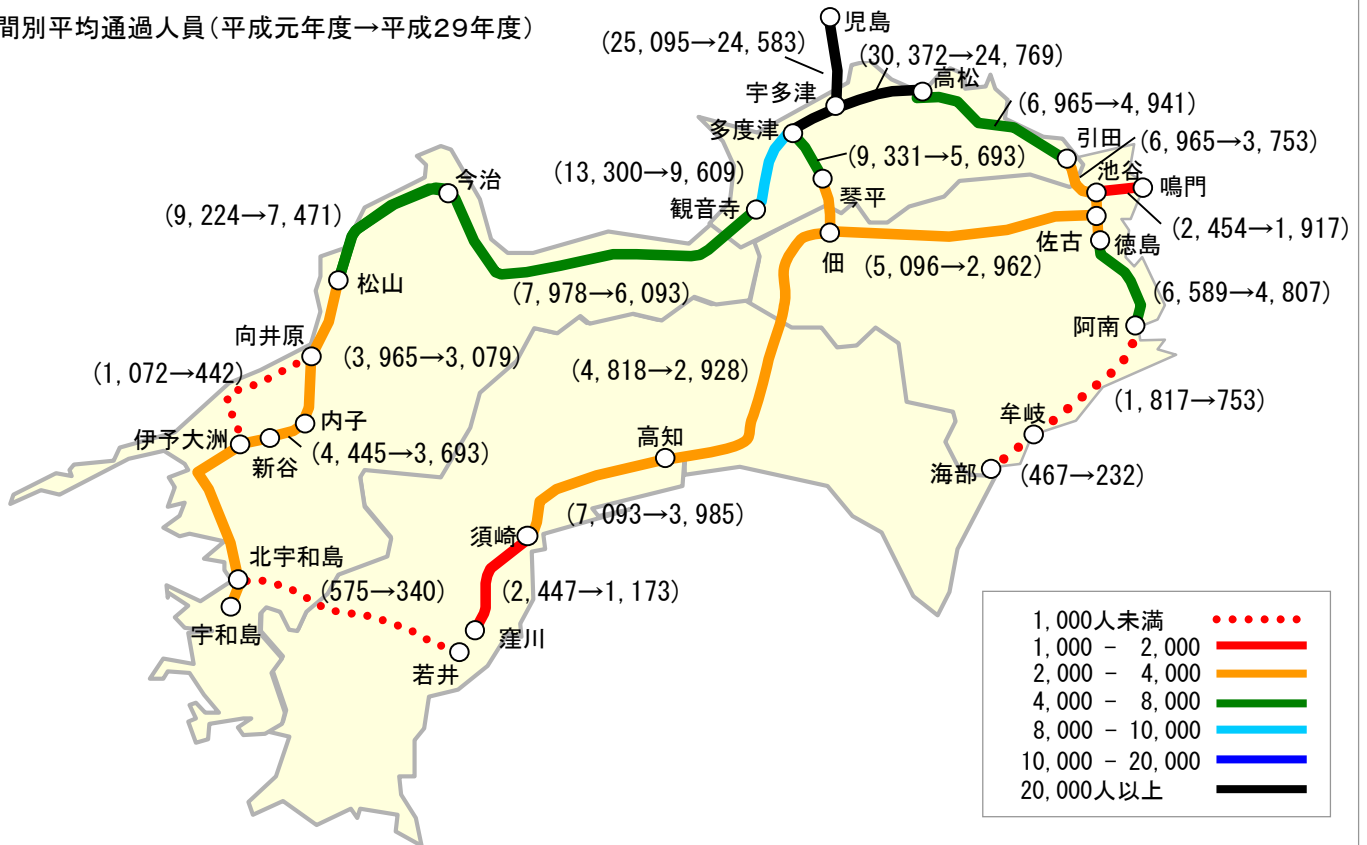 間別平均通過人員(平成元年度→平成29年度)
児島
(25,095→24,583)
(30,372→24,769)
宇多津
高松
(6,965→4,941)
多度津
引田
(6,965→3,753)
(9,331→5,693)
池谷
鳴門
(13,300→9,609)
今治
琴平
(9,224→7,471)
観音寺
(2,454→1,917)
佐古
徳島
佃
(5,096→2,962)
松山
(7,978→6,093)
(6,589→4,807)
阿南
向井原
(3,965→3,079)
(1,072→442)
(4,818→2,928)
(1,817→753)
牟岐
内子
伊予大洲
高知
(4,445→3,693)
新谷
海部
(467→232)
(7,093→3,985)
須崎
北宇和島
(575→340)
(2,447→1,173)
宇和島
窪川
若井
1,000人未満
1,000 - 2,000
2,000 - 4,000
4,000 - 8,000
8,000 - 10,000
10,000 - 20,000
20,000人以上